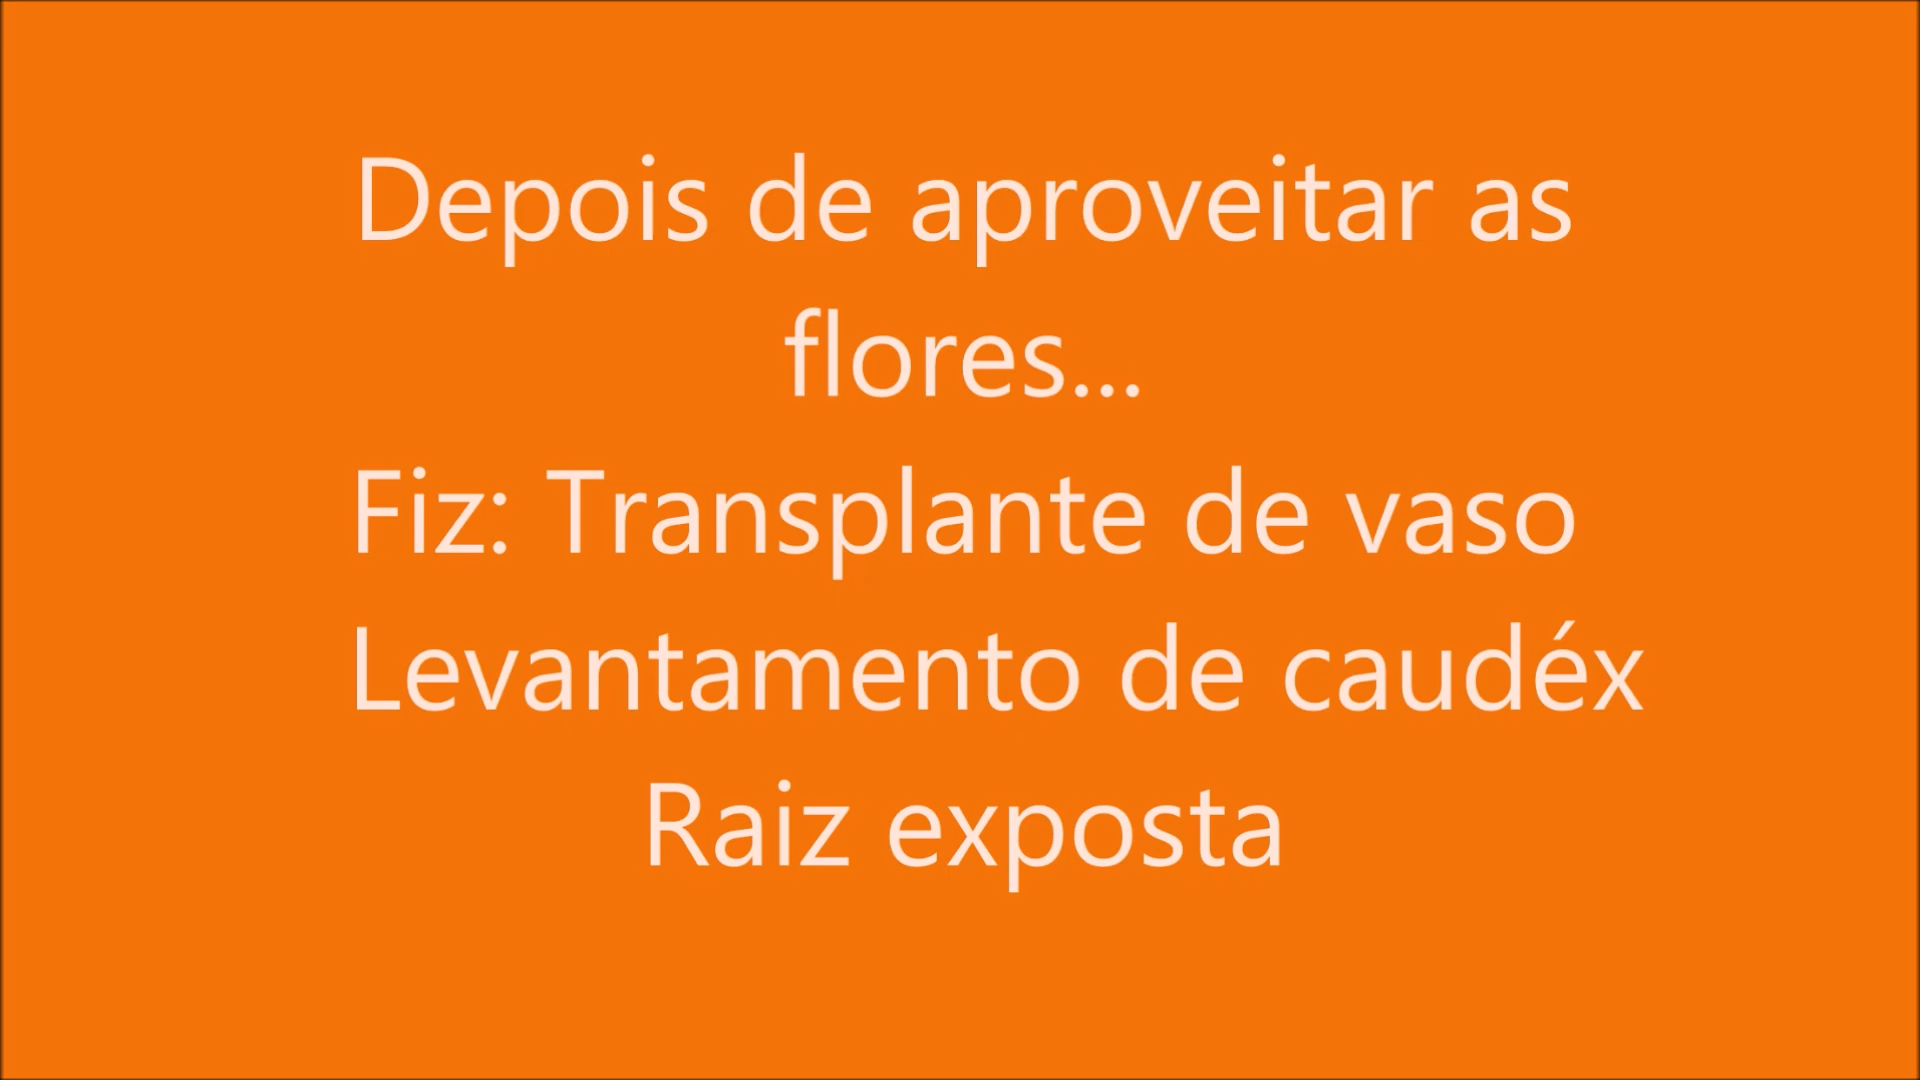 Depois de aproveitar as
flores...
Fiz: Transplante de vaso
Levantamento de caudéx
Raiz exposta